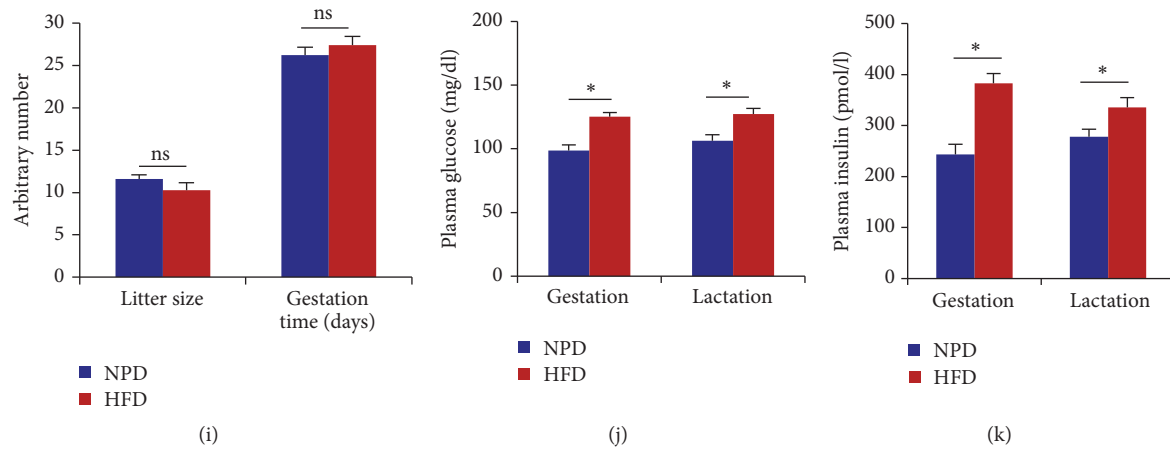 30
25
20
15
10
5
0
Arbitrary number
ns
ns
Litter size
Gestation
time (days)
NPD
HFD
(i)
200
150
100
50
0
Plasma glucose (mg/dl)
*
*
Gestation
Lactation
NPD
HFD
(j)
500
400
300
200
100
0
Plasma insulin (pmol/l)
*
*
Gestation
Lactation
NPD
HFD
(k)